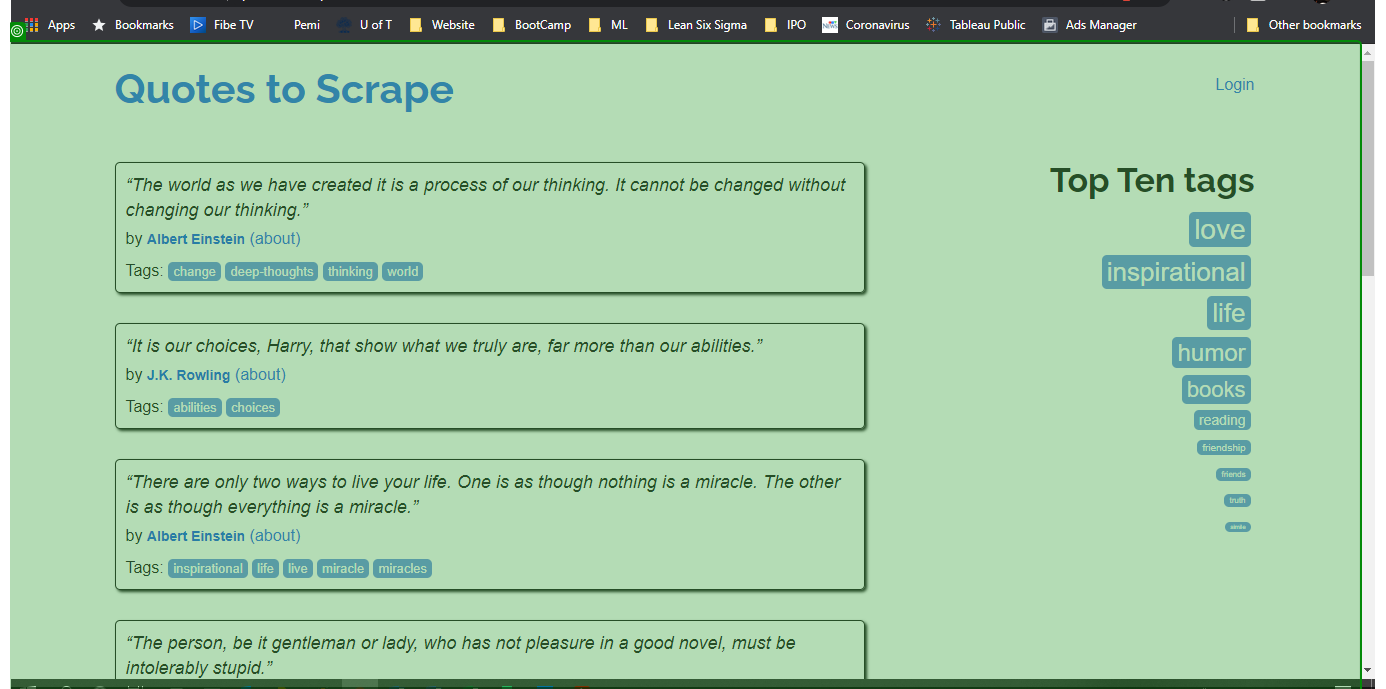 Apps Bookmarks Fibe TV Pemi U of T Website BootCamp ML Lean Six Sigma IPO NEWS Coronavirus Tableau Public Ads Manager Other bookmarks
Quotes to Scrape
Login
“The world as we have created it is a process of our thinking. It cannot be changed without
changing our thinking.”
by Albert Einstein (about)
Tags: change deep-thoughts thinking world
“It is our choices, Harry, that show what we truly are, far more than our abilities.”
by J.K. Rowling (about)
Tags: abilities choices
“There are only two ways to live your life. One is as though nothing is a miracle. The other
is as though everything is a miracle.”
by Albert Einstein (about)
Tags: inspirational life live miracle miracles
“The person, be it gentleman or lady, who has not pleasure in a good novel, must be
intolerably stupid.”
Top Ten tags
love
inspirational
life
humor
books
reading
friendship
friends
truth
simile